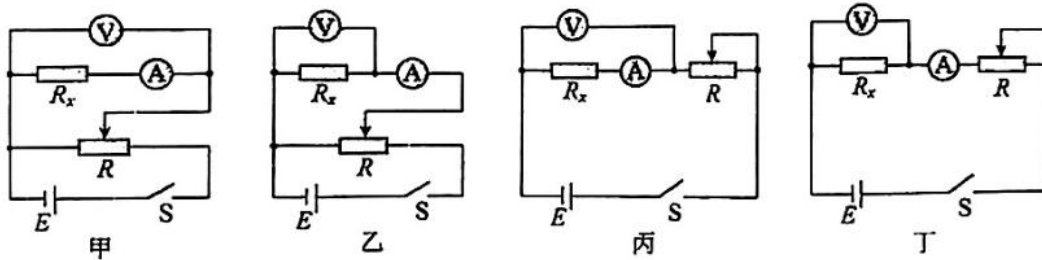 V V V V
Rx A Rx A Rx A R Rx A R
R R
E S E S E S E S
甲 乙 丙 丁